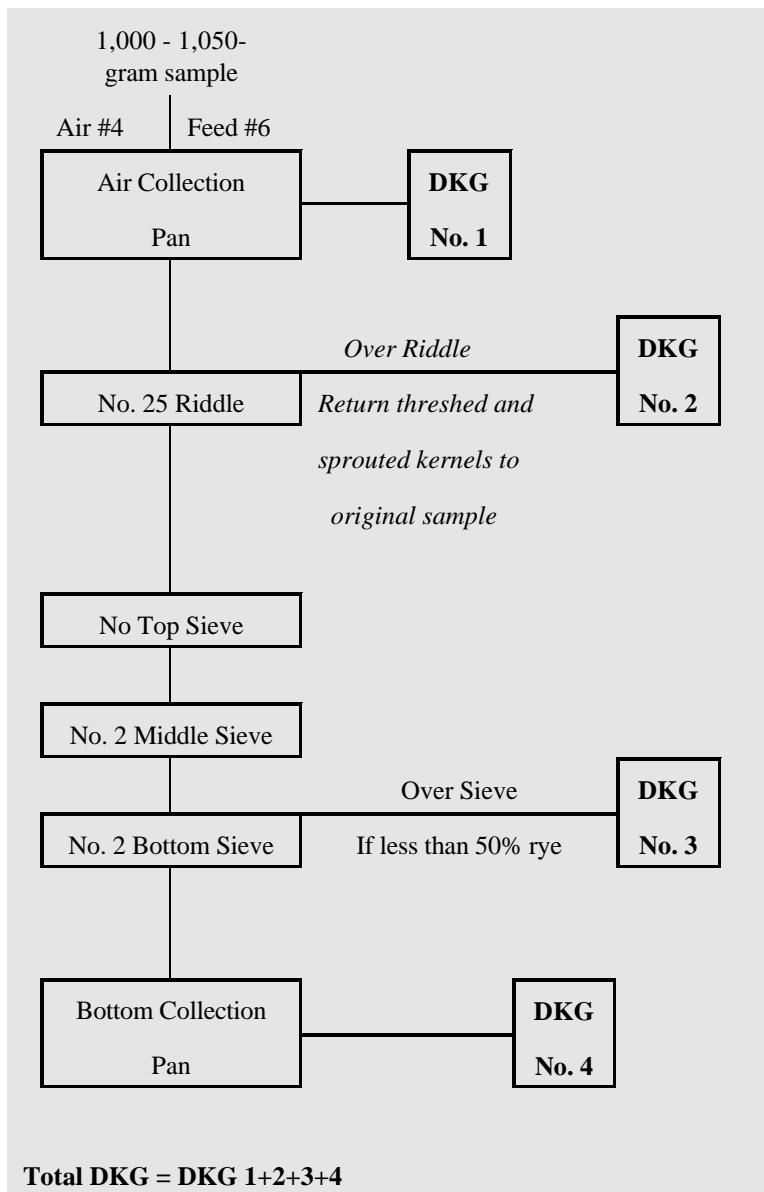 1,000 - 1,050-
gram sample
Air #4
Feed #6
Air Collection
Pan
DKG
No. 1
Over Riddle
DKG
No. 2
No. 25 Riddle
Return threshed and
sprouted kernels to
original sample
No Top Sieve
No. 2 Middle Sieve
Over Sieve
DKG
No. 3
No. 2 Bottom Sieve
If less than 50% rye
Bottom Collection
Pan
DKG
No. 4
Total DKG = DKG 1+2+3+4